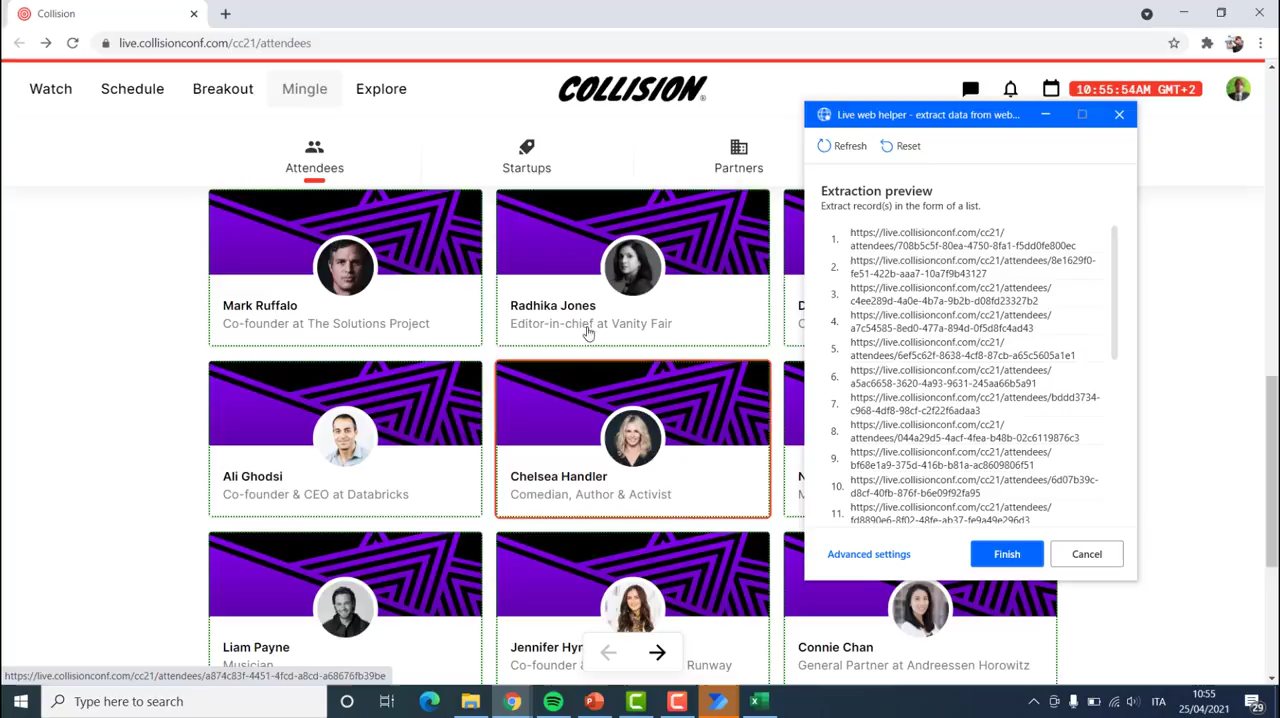 Collision
live.collisionconf.com/cc21/attendees
Watch
Schedule
Breakout
Mingle
Explore
COLLISION
10:55:54AM GMT+2
Attendees
Startups
Partners
Mark Ruffalo
Co-founder at The Solutions Project
Radhika Jones
Editor-in-chief at Vanity Fair
Ali Ghodsi
Co-founder & CEO at Databricks
Chelsea Handler
Comedian, Author & Activist
Liam Payne
Musician
Jennifer Hyr
Co-founder
Runway
Connie Chan
General Partner at Andreessen Horowitz
Live web helper - extract data from web...
Refresh
Reset
Extraction preview
Extract record(s) in the form of a list.
1. https://live.collisionconf.com/cc21/
attendees/708b5c5f-80ea-4750-8fa1-f5dd0fe800ec
2. https://live.collisionconf.com/cc21/attendees/8e1629f0-
fe51-422b-aaa7-10a7f9b43127
3. https://live.collisionconf.com/cc21/attendees/
c4ee289d-4a0e-4b7a-9b2b-d08fd23327b2
4. https://live.collisionconf.com/cc21/attendees/
a7c54585-8ed0-477a-894d-0f5d8fc4ad43
5. https://live.collisionconf.com/cc21/
attendees/6ef5c62f-8638-4cf8-87cb-a65c5605a1e1
6. https://live.collisionconf.com/cc21/attendees/
a5ac6658-3620-4a93-9631-245aa66b5a91
7. https://live.collisionconf.com/cc21/attendees/bddd3734-
c968-4df8-98cf-c2f22f6adaa3
8. https://live.collisionconf.com/cc21/
attendees/044a29d5-4acf-4fea-b48b-02c6119876c3
9. https://live.collisionconf.com/cc21/attendees/
bf68e1a9-375d-416b-b81a-ac8609806f51
10. https://live.collisionconf.com/cc21/attendees/6d07b39c-
d8cf-40fb-876f-b6e09f92fa95
11. https://live.collisionconf.com/cc21/attendees/
fd8890e6-8f02-48fe-ab37-fe9a49e296d3
Advanced settings
Finish
Cancel
https://live.collisionconf.com/cc21/attendees/a874c83f-4451-4fcd-a8cd-a68676fb39be
Type here to search
ITA
10:55
25/04/2021
29